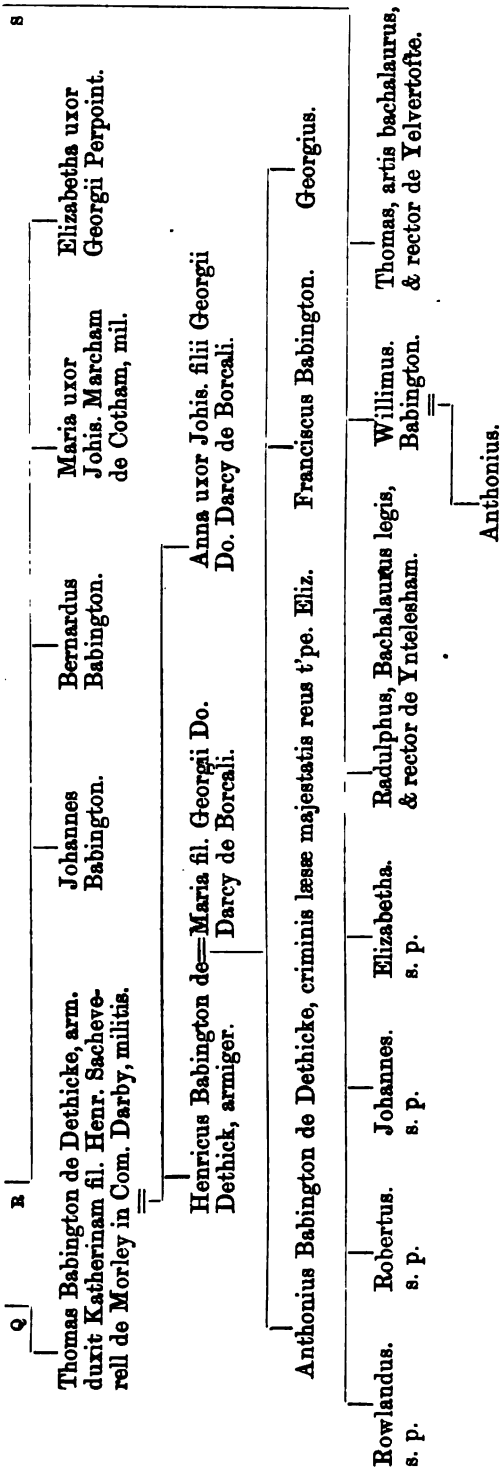 Q
R
S
Thomas Babington de Dethicke, arm.
duxit Katherinam fil. Henr. Sacheve-
rell de Morley in Com. Darby, militis.
Johannes
Babington.
Bernardus
Babington.
Maria uxor
Johis. Marcham
de Cotham, mil.
Elizabetha uxor
Georgii Perpoint.
Henricus Babington de
Dethick, armiger.
Maria fil. Georgii Do.
Darcy de Borcali.
Anna uxor Johis. filii Georgii
Do. Darcy de Borcali.
Anthonius Babington de Dethicke, criminis læsæ majestatis reus t'pe. Eliz.
Franciscus Babington.
Georgius.
Rowlandus.
s. p.
Robertus.
s. p.
Johannes.
s. p.
Elizabetha.
s. p.
Radulphus, Bachalaurus legis,
& rector de Yntelesham.
Willimus.
Babington.
Thomas, artis bachalaurus,
& rector de Yelvertofte.
Anthonius.